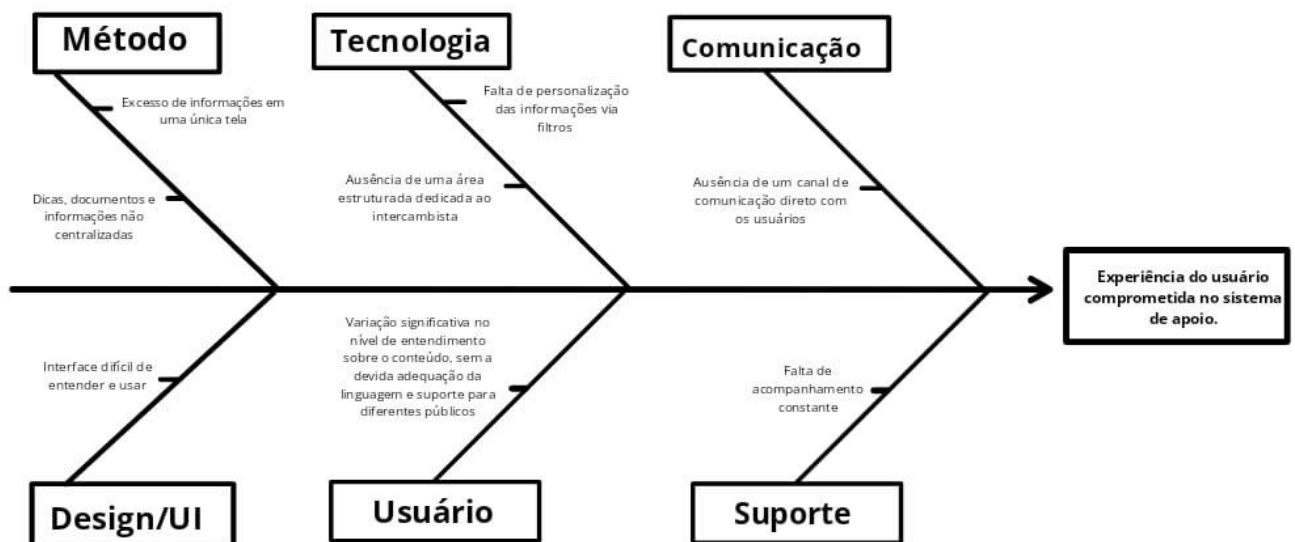 Método
Tecnologia
Comunicação
Excesso de informações em
uma única tela
Dicas, documentos e
informações não
centralizadas
Falta de personalização
das informações via
filtros
Ausência de uma área
estruturada dedicada ao
intercambista
Ausência de um canal de
comunicação direto com
os usuários
Experiência do usuário
comprometida no sistema
de apoio.
Interface difícil de
entender e usar
Variação significativa no
nível de entendimento
sobre o conteúdo, sem a
devida adequação da
linguagem e suporte para
diferentes públicos
Falta de
acompanhamento
constante
Design/UI
Usuário
Suporte